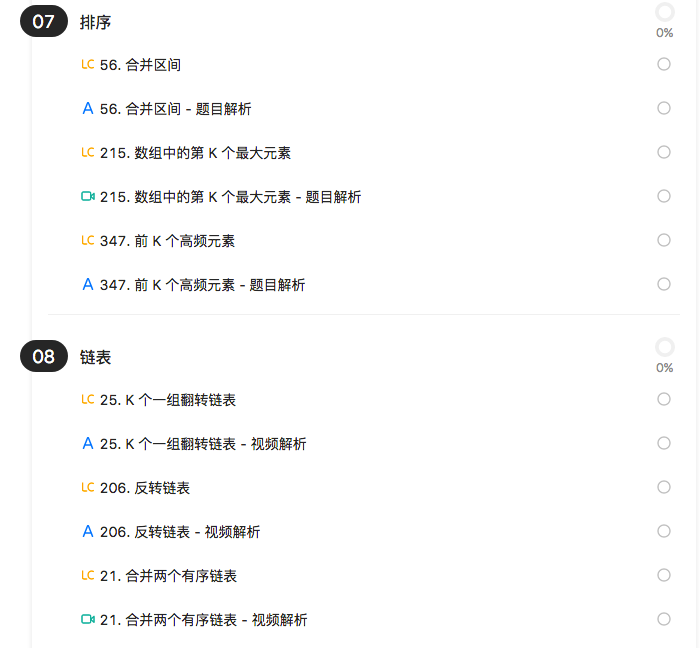 07 排序
0%
LC 56. 合并区间
A 56. 合并区间 - 题目解析
LC 215. 数组中的第 K 个最大元素
215. 数组中的第 K 个最大元素 - 题目解析
LC 347. 前 K 个高频元素
A 347. 前 K 个高频元素 - 题目解析
08 链表
0%
LC 25. K 个一组翻转链表
A 25. K 个一组翻转链表 - 视频解析
LC 206. 反转链表
A 206. 反转链表 - 视频解析
LC 21. 合并两个有序链表
21. 合并两个有序链表 - 视频解析